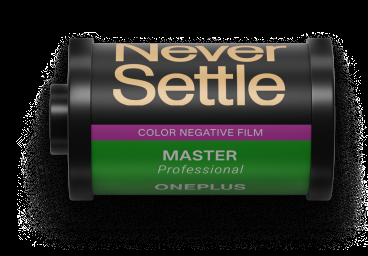 Never
Settle
COLOR NEGATIVE FILM
MASTER
Professional
ONEPLUS